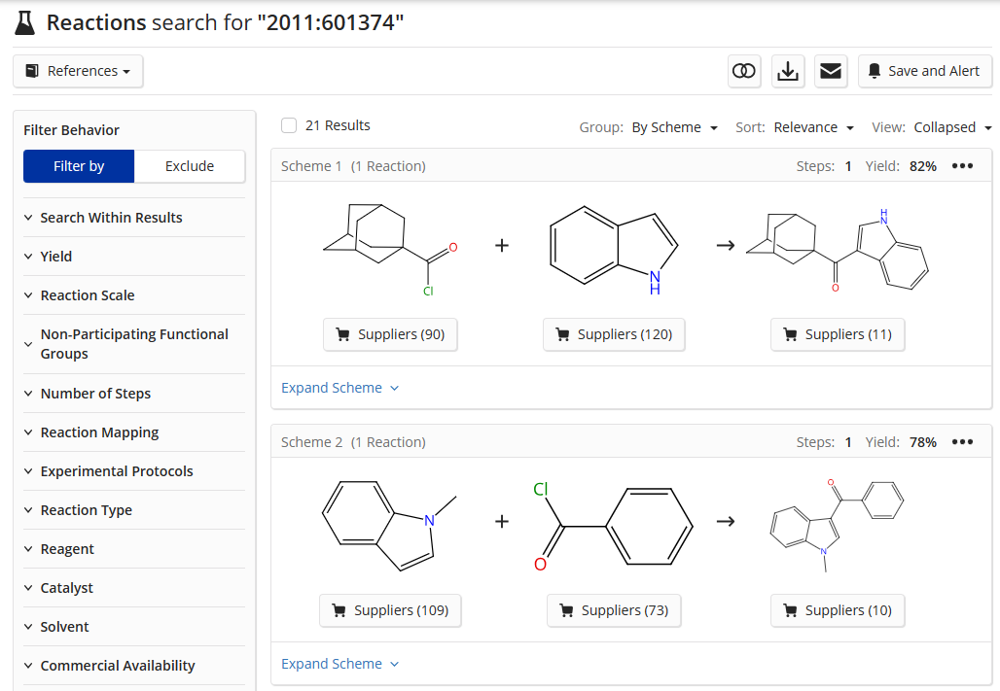 Reactions search for "2011:601374"
References
Save and Alert
Filter Behavior
Filter by
Exclude
Search Within Results
Yield
Reaction Scale
Non-Participating Functional
Groups
Number of Steps
Reaction Mapping
Experimental Protocols
Reaction Type
Reagent
Catalyst
Solvent
Commercial Availability
21 Results
Group: By Scheme
Sort: Relevance
View: Collapsed
Scheme 1 (1 Reaction)
Steps: 1 Yield: 82%
O
Cl
+
N
H
O
H
N
Suppliers (90)
Suppliers (120)
Suppliers (11)
Expand Scheme
Scheme 2 (1 Reaction)
Steps: 1 Yield: 78%
N
+
Cl
O
O
N
Suppliers (109)
Suppliers (73)
Suppliers (10)
Expand Scheme